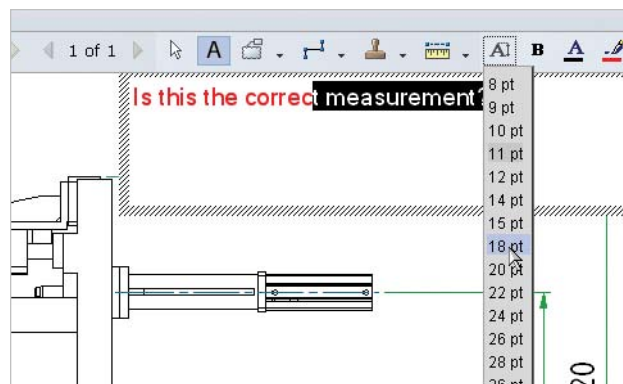 1 of 1
A
A
B
A
Is this the correct measurement?
8 pt
9 pt
10 pt
11 pt
12 pt
14 pt
15 pt
18 pt
20 pt
22 pt
24 pt
26 pt
28 pt
20